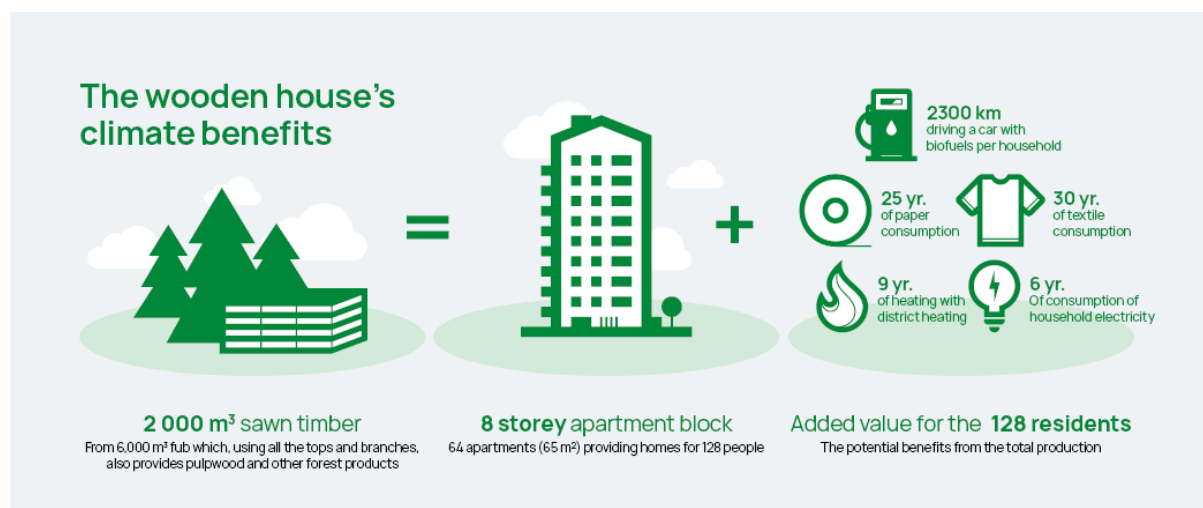 The wooden house's
climate benefits
2300 km
driving a car with
biofuels per household
25 yr.
of paper
consumption
30 yr.
of textile
consumption
9 yr.
of heating with
district heating
6 yr.
Of consumption of
household electricity
=
+
2 000 m³ sawn timber
From 6,000 m³ fub which, using all the tops and branches,
also provides pulpwood and other forest products
8 storey apartment block
64 apartments (65 m²) providing homes for 128 people
Added value for the 128 residents
The potential benefits from the total production